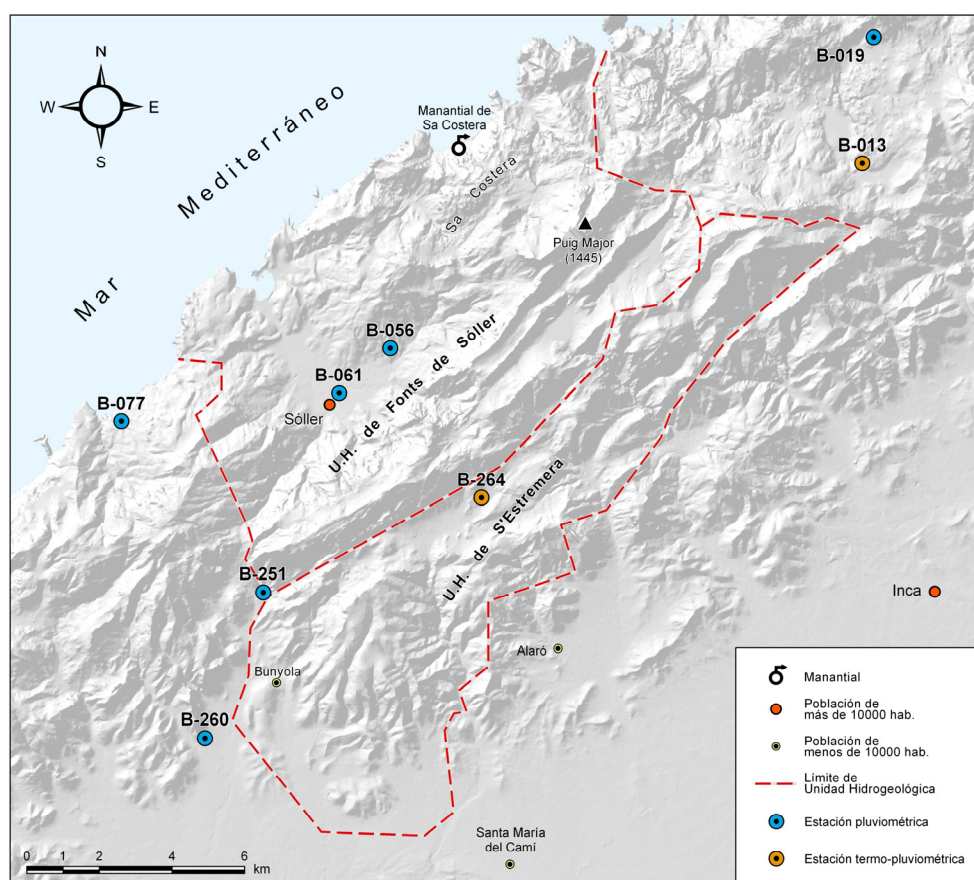 N
W
E
S
Mar Mediterráneo
Manantial de
Sa Costera
Sa Costera
B-019
B-013
Puig Major
(1445)
B-056
B-061
Sóller
B-077
U.H. de Fonts de Sóller
B-264
U.H. de S'Estremera
B-251
Inca
Alaró
Bunyola
B-260
Santa María
del Camí
0
1
2
4
6
km
Manantial
Población de
más de 10000 hab.
Población de
menos de 10000 hab.
Límite de
Unidad Hidrogeológica
Estación pluviométrica
Estación termo-pluviométrica